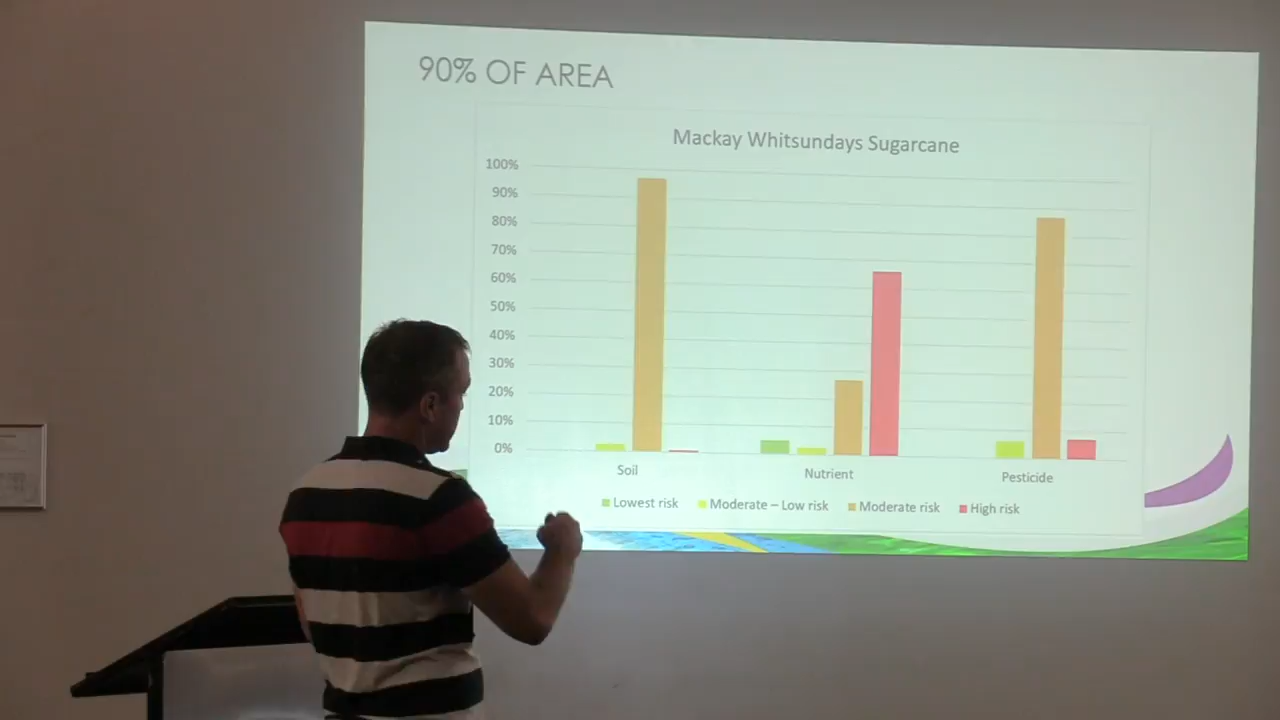 90% OF AREA
Mackay Whitsundays Sugarcane
100%
90%
80%
70%
60%
50%
40%
30%
20%
10%
0%
Soil
Nutrient
Pesticide
Lowest risk
Moderate – Low risk
Moderate risk
High risk